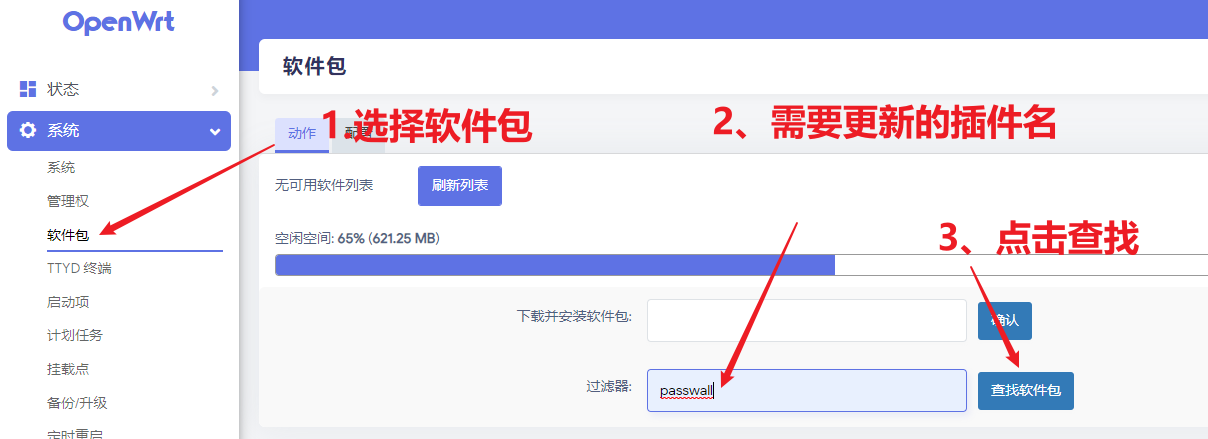 OpenWrt
状态
系统
系统
管理权
软件包
TTYD 终端
启动项
计划任务
挂载点
备份/升级
定时重启
软件包
1.选择软件包
2、需要更新的插件名
动作
无可用软件列表
刷新列表
空闲空间: 65% (621.25 MB)
3、点击查找
下载并安装软件包:
确认
过滤器:
passwall
查找软件包